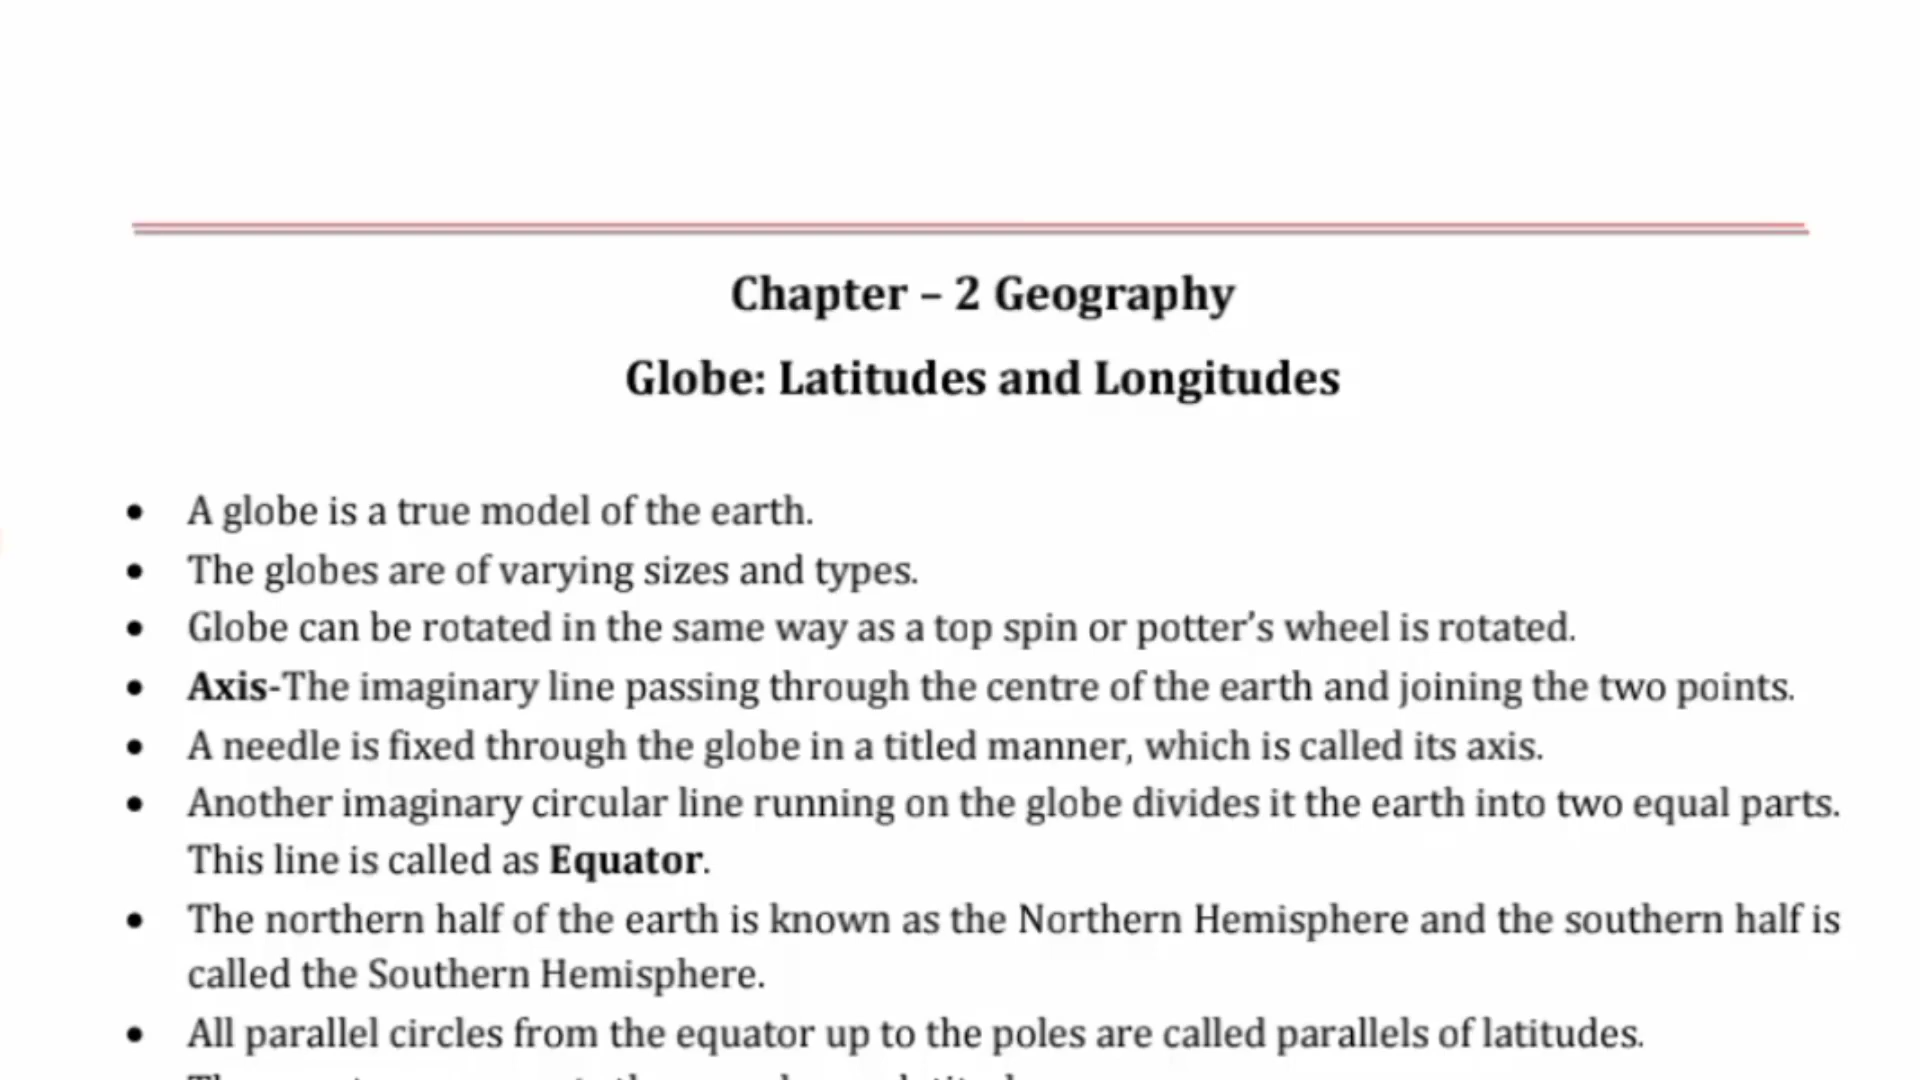 Chapter – 2 Geography
Globe: Latitudes and Longitudes
• A globe is a true model of the earth.
• The globes are of varying sizes and types.
• Globe can be rotated in the same way as a top spin or potter’s wheel is rotated.
• Axis-The imaginary line passing through the centre of the earth and joining the two points.
• A needle is fixed through the globe in a titled manner, which is called its axis.
• Another imaginary circular line running on the globe divides it the earth into two equal parts.
This line is called as Equator.
• The northern half of the earth is known as the Northern Hemisphere and the southern half is
called the Southern Hemisphere.
• All parallel circles from the equator up to the poles are called parallels of latitudes.